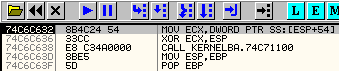 L E M
74C6C632 8B4C24 54 MOV ECX,DWORD PTR SS:[ESP+54]
74C6C636 33CC XOR ECX,ESP
74C6C638 E8 C34A0000 CALL KERNELBA.74C71100
74C6C63D 8BE5 MOV ESP,EBP
74C6C63F 5D POP EBP